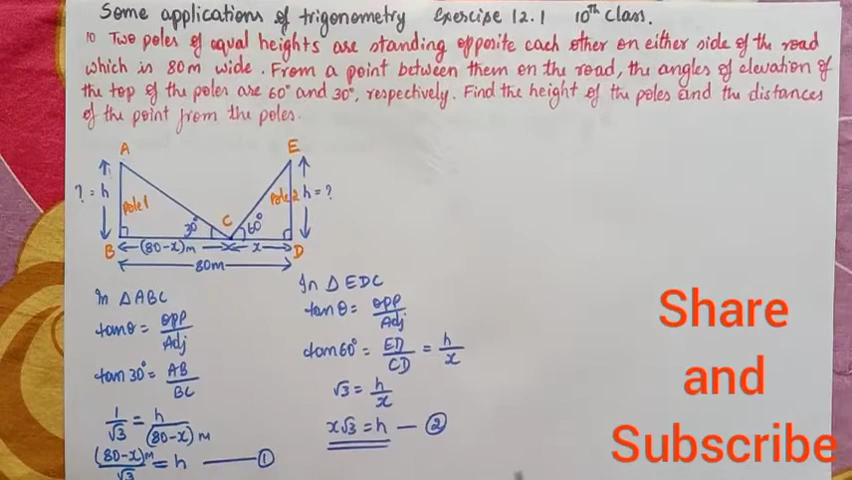 Some applications of trigonometry Exercise 12.1 10th Class.
10 Two poles of equal heights are standing opposite each other on either side of the road
which is 80m wide. From a point between them on the road, the angles of elevation of
the top of the poles are 60° and 30°, respectively. Find the height of the poles and the distances
of the point from the poles.
A E
? = h Pole 1 Pole 2 h = ?
30° C 60°
B (80-x)m x D
80m
In △ ABC
tanθ = opp/Adj
tan 30° = AB/BC
1/√3 = h/(80-x) m
(80-x)m/√3 = h — ①
In △ EDC
tanθ = opp/Adj
tan60° = ED/CD = h/x
√3 = h/x
x√3 = h — ②
Share
and
Subscribe